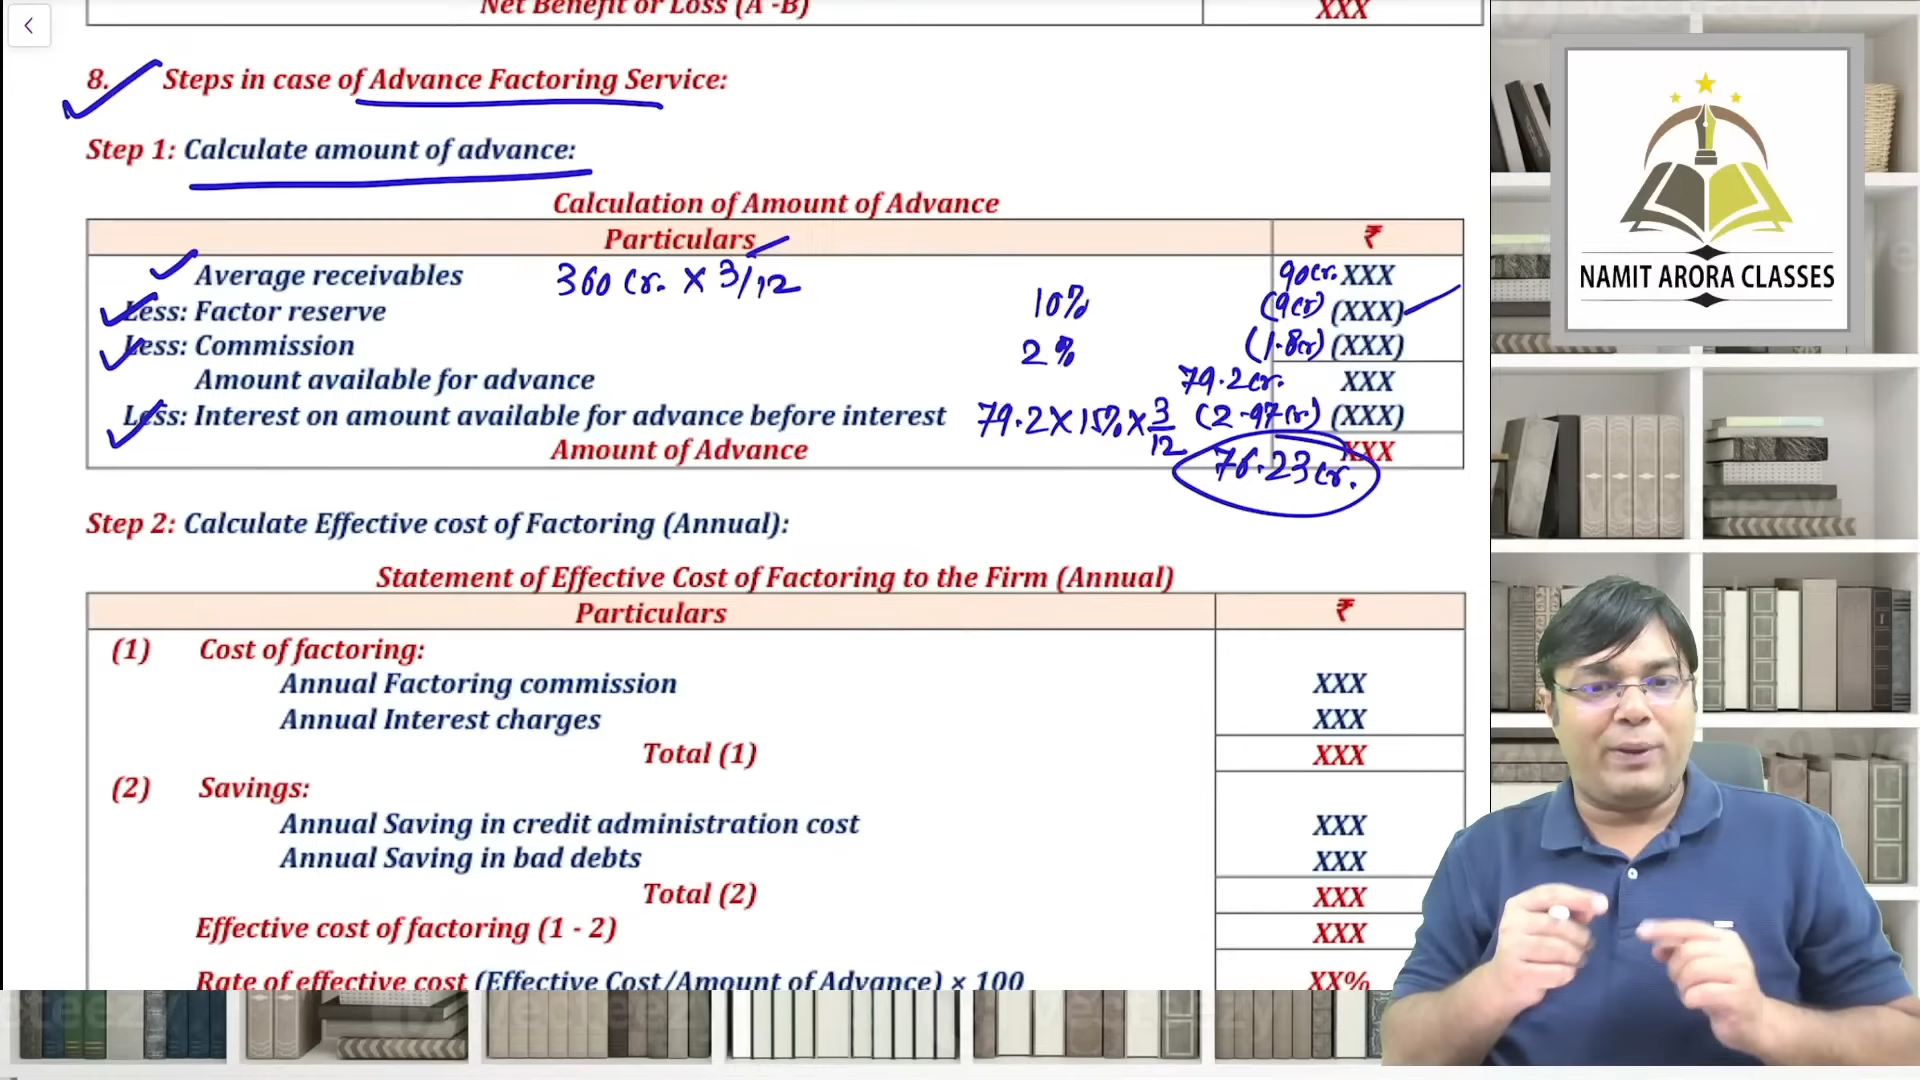 Net Benefit or Loss (A -B) XXX
8. Steps in case of Advance Factoring Service:
Step 1: Calculate amount of advance:
Calculation of Amount of Advance
Particulars ₹
Average receivables 360 Cr. X 3/12 90cr. XXX
Less: Factor reserve 10% (9cr) (XXX)
Less: Commission 2% (1.8cr) (XXX)
Amount available for advance 79.2cr. XXX
Less: Interest on amount available for advance before interest 79.2 X 15% X 3/12 (2.97cr) (XXX)
Amount of Advance 76.23cr. XXX
Step 2: Calculate Effective cost of Factoring (Annual):
Statement of Effective Cost of Factoring to the Firm (Annual)
Particulars ₹
(1) Cost of factoring:
Annual Factoring commission XXX
Annual Interest charges XXX
Total (1) XXX
(2) Savings:
Annual Saving in credit administration cost XXX
Annual Saving in bad debts XXX
Total (2) XXX
Effective cost of factoring (1 - 2) XXX
Rate of effective cost (Effective Cost/Amount of Advance) × 100 XX%
NAMIT ARORA CLASSES